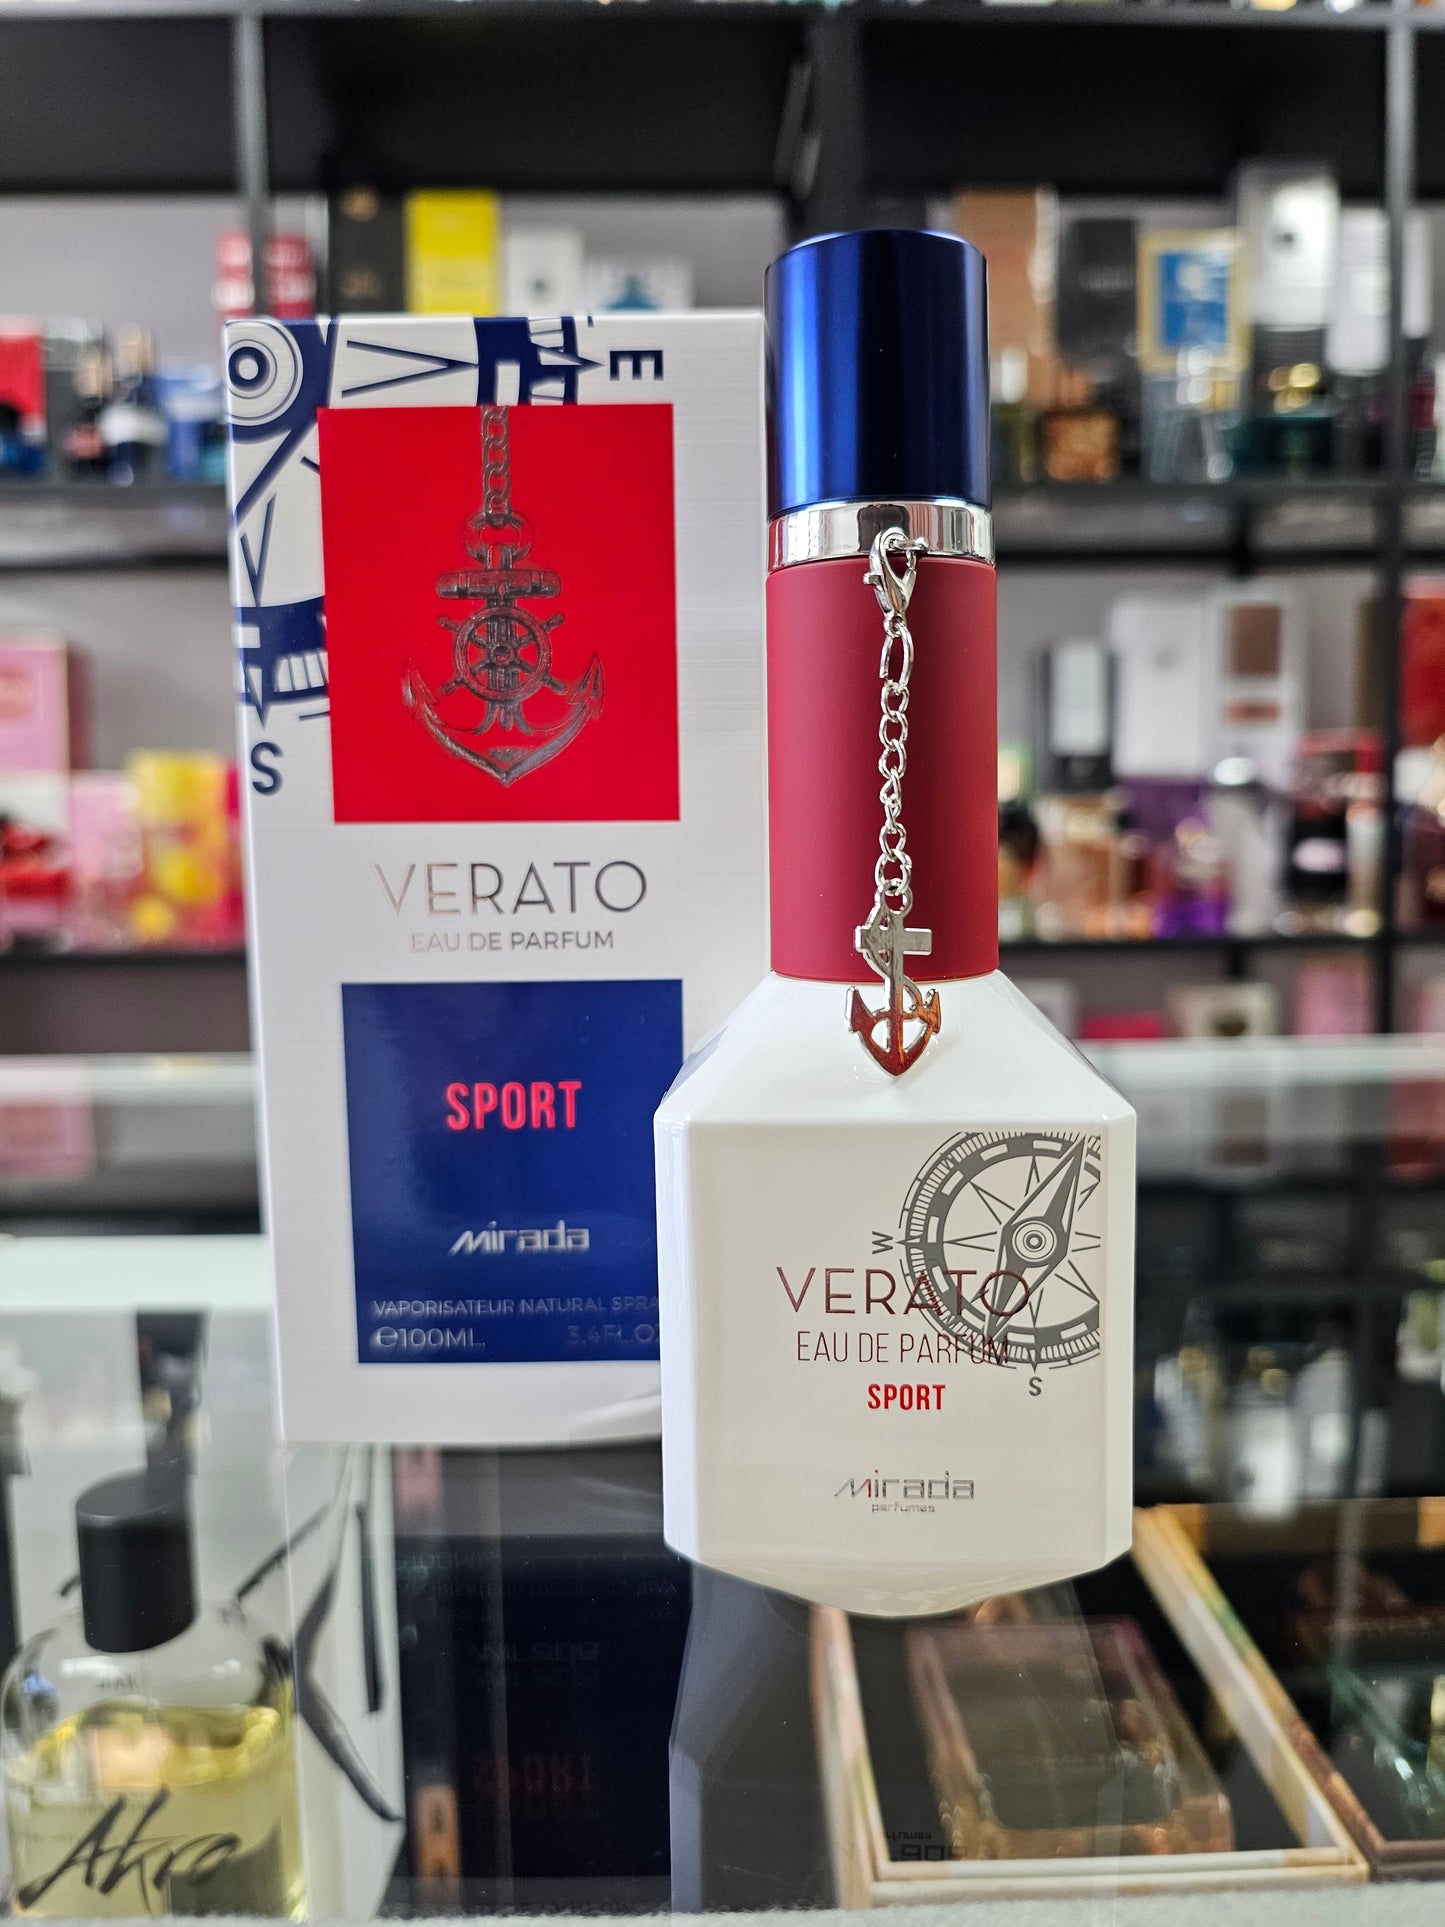 E
S
VERATO
EAU DE PARFUM
SPORT
mirada
VAPORISATEUR NATURAL SPRA
e100ML 3,4FL.OZ
W
VERATO
EAU DE PARFUM
S
SPORT
mirada
parfumes
Akro